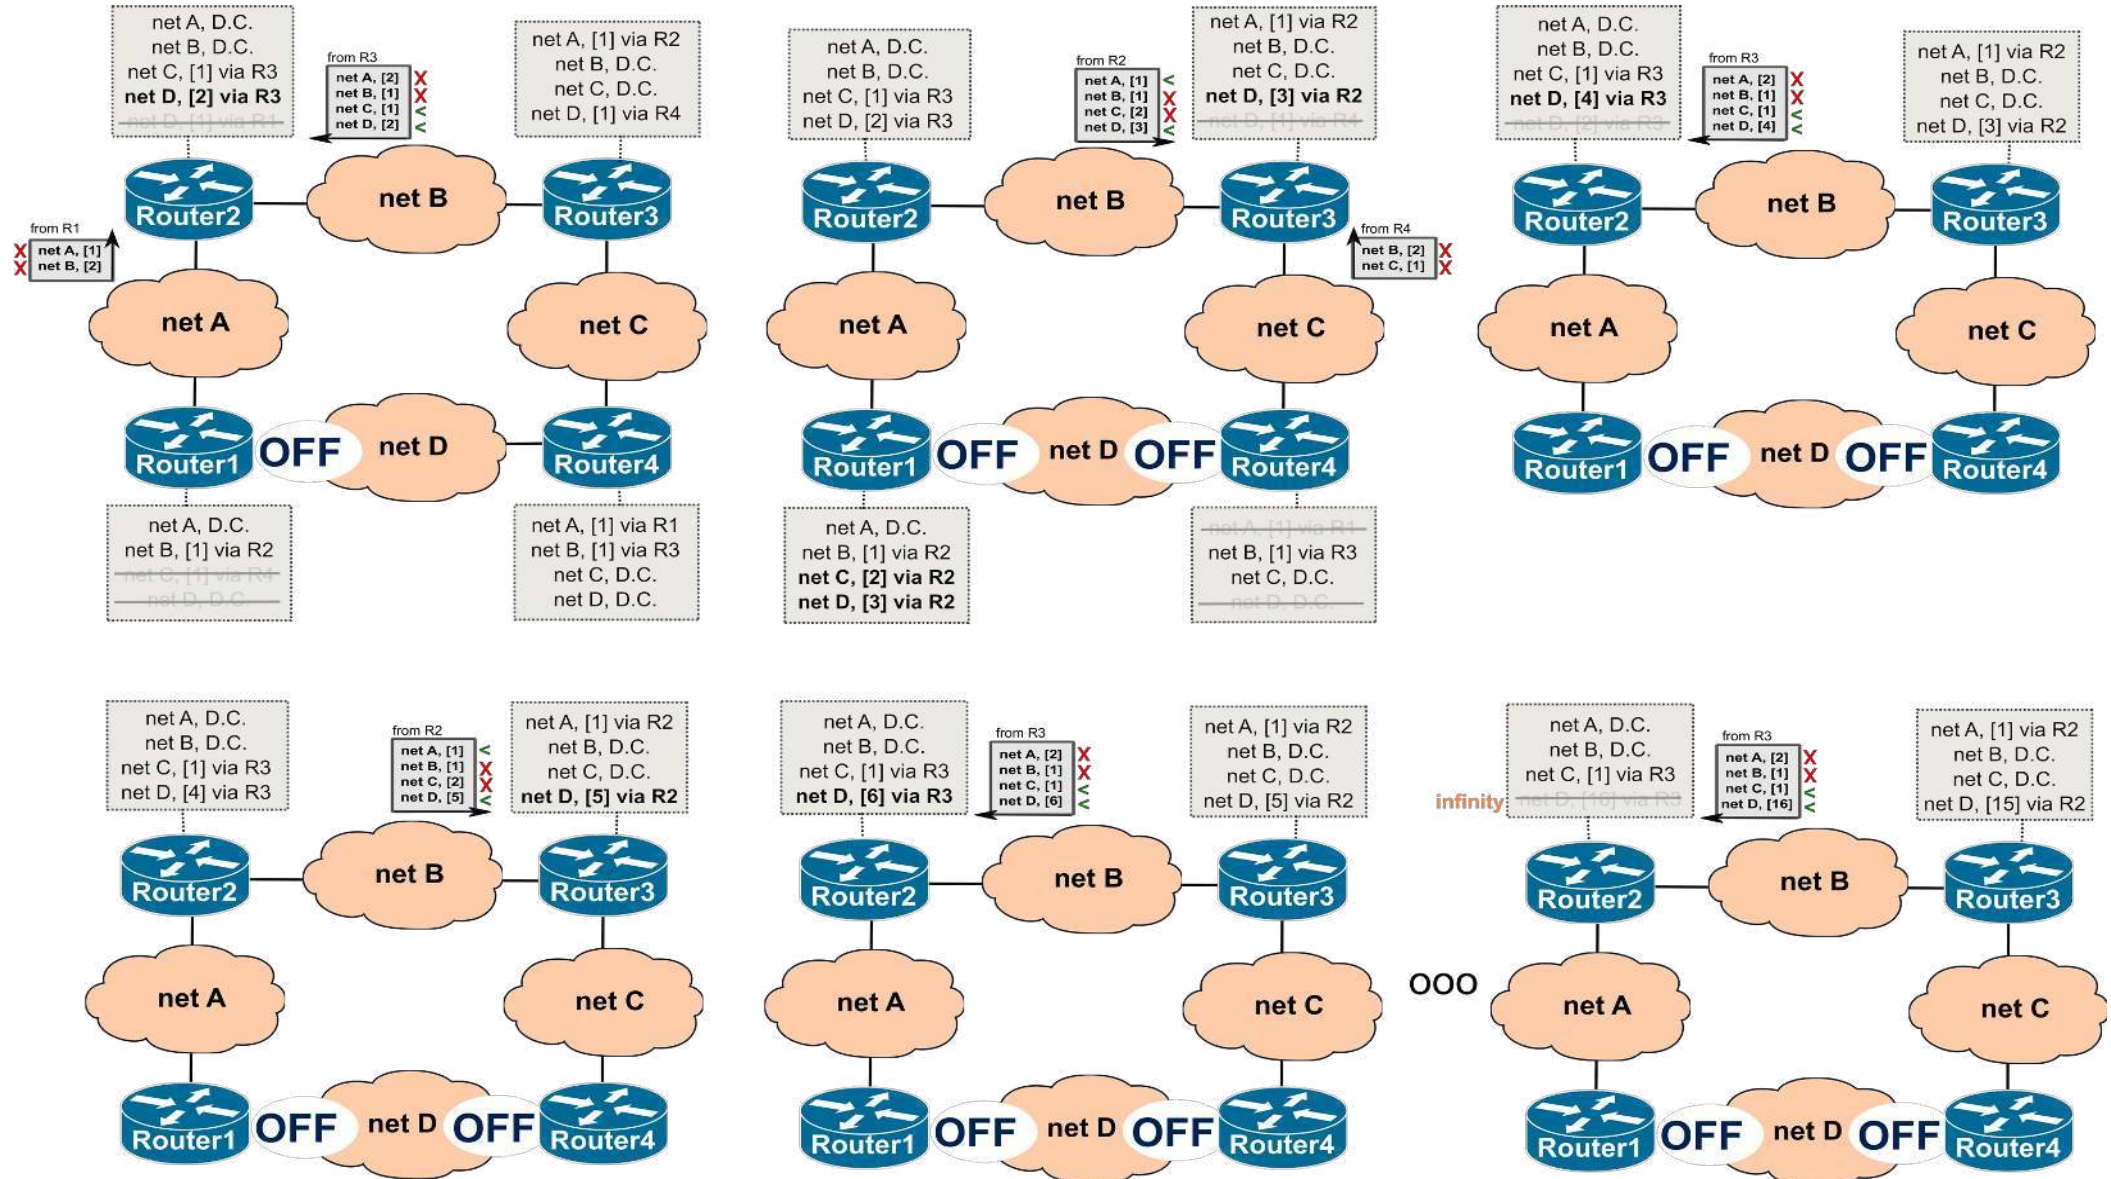 net A, D.C.
net B, D.C.
net C, [1] via R3
net D, [2] via R3
net D, [1] via R1
from R3
net A, [2] X
net B, [1] X
net C, [1] <
net D, [2] <
net A, [1] via R2
net B, D.C.
net C, D.C.
net D, [1] via R4
Router2
net B
Router3
from R1
X net A, [1]
X net B, [2]
net A
net C
Router1
OFF
net D
Router4
net A, D.C.
net B, [1] via R2
net C, [1] via R4
net D, D.C.
net A, [1] via R1
net B, [1] via R3
net C, D.C.
net D, D.C.
net A, D.C.
net B, D.C.
net C, [1] via R3
net D, [2] via R3
from R2
net A, [1] <
net B, [1] X
net C, [2] X
net D, [3] <
net A, [1] via R2
net B, D.C.
net C, D.C.
net D, [3] via R2
net D, [1] via R4
Router2
net B
Router3
from R4
net B, [2] X
net C, [1] X
net A
net C
Router1
OFF
net D
OFF
Router4
net A, D.C.
net B, [1] via R2
net C, [2] via R2
net D, [3] via R2
net A, [1] via R1
net B, [1] via R3
net C, D.C.
net D, D.C.
net A, D.C.
net B, D.C.
net C, [1] via R3
net D, [4] via R3
net D, [2] via R3
from R3
net A, [2] X
net B, [1] X
net C, [1] <
net D, [4] <
net A, [1] via R2
net B, D.C.
net C, D.C.
net D, [3] via R2
Router2
net B
Router3
net A
net C
Router1
OFF
net D
OFF
Router4
net A, D.C.
net B, D.C.
net C, [1] via R3
net D, [4] via R3
from R2
net A, [1] <
net B, [1] X
net C, [2] X
net D, [5] <
net A, [1] via R2
net B, D.C.
net C, D.C.
net D, [5] via R2
Router2
net B
Router3
net A
net C
Router1
OFF
net D
OFF
Router4
net A, D.C.
net B, D.C.
net C, [1] via R3
net D, [6] via R3
from R3
net A, [2] X
net B, [1] X
net C, [1] <
net D, [6] <
net A, [1] via R2
net B, D.C.
net C, D.C.
net D, [5] via R2
Router2
net B
Router3
net A
net C
Router1
OFF
net D
OFF
Router4
ooo
net A, D.C.
net B, D.C.
net C, [1] via R3
infinity net D, [16] via R3
from R3
net A, [2] X
net B, [1] X
net C, [1] <
net D, [16] <
net A, [1] via R2
net B, D.C.
net C, D.C.
net D, [15] via R2
Router2
net B
Router3
net A
net C
Router1
OFF
net D
OFF
Router4